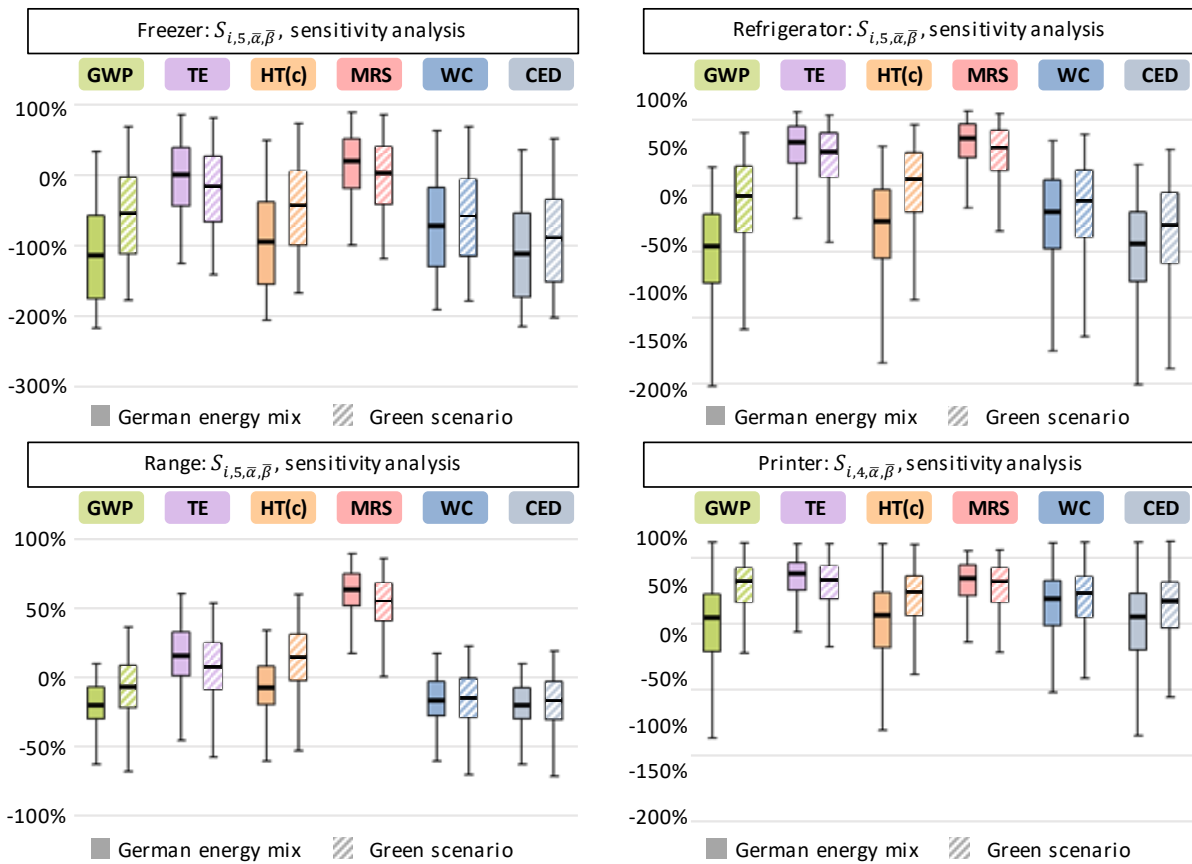 Freezer: S_{i,5,ᾱ,β̄}, sensitivity analysis
GWP TE HT(c) MRS WC CED
100%
0%
-100%
-200%
-300%
German energy mix Green scenario
Refrigerator: S_{i,5,ᾱ,β̄}, sensitivity analysis
GWP TE HT(c) MRS WC CED
100%
50%
0%
-50%
-100%
-150%
-200%
German energy mix Green scenario
Range: S_{i,5,ᾱ,β̄}, sensitivity analysis
GWP TE HT(c) MRS WC CED
100%
50%
0%
-50%
-100%
German energy mix Green scenario
Printer: S_{i,4,ᾱ,β̄}, sensitivity analysis
GWP TE HT(c) MRS WC CED
100%
50%
0%
-50%
-100%
-150%
-200%
German energy mix Green scenario